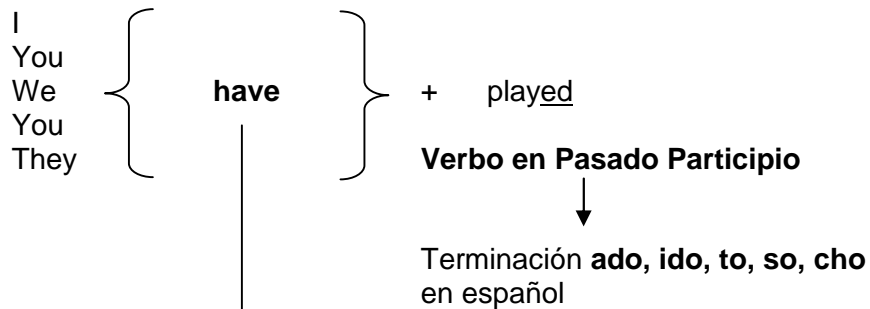 I
You
We have + played
You
They Verbo en Pasado Participio
Terminación ado, ido, to, so, cho
en español